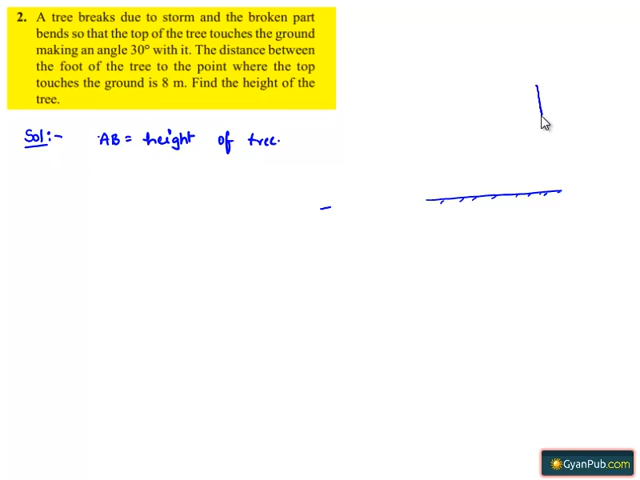 2. A tree breaks due to storm and the broken part
bends so that the top of the tree touches the ground
making an angle 30° with it. The distance between
the foot of the tree to the point where the top
touches the ground is 8 m. Find the height of the
tree.
Sol:- AB = height of tree.
GyanPub.com